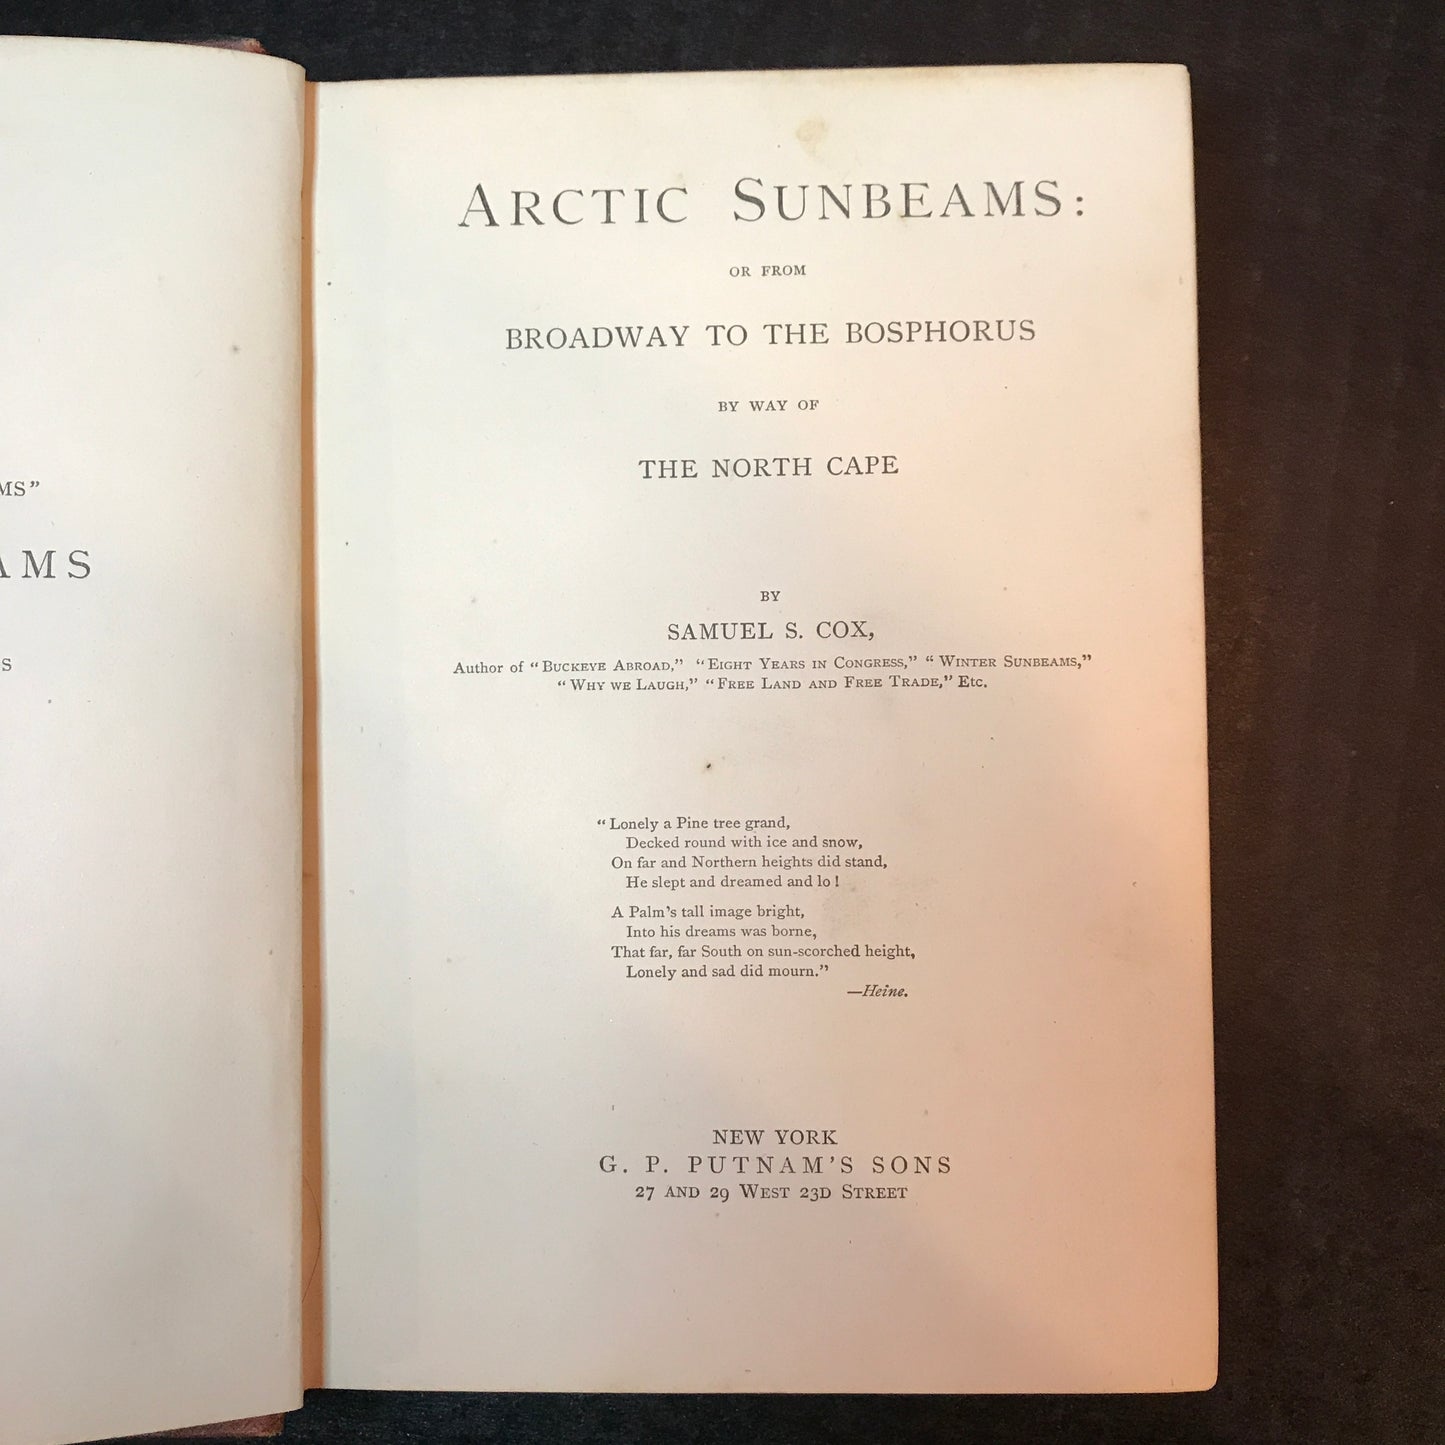 MS"
AMS
S
ARCTIC SUNBEAMS:
OR FROM
BROADWAY TO THE BOSPHORUS
BY WAY OF
THE NORTH CAPE
BY
SAMUEL S. COX,
Author of "BUCKEYE ABROAD," "EIGHT YEARS IN CONGRESS," "WINTER SUNBEAMS,"
"WHY WE LAUGH," "FREE LAND AND FREE TRADE," Etc.
"Lonely a Pine tree grand,
Decked round with ice and snow,
On far and Northern heights did stand,
He slept and dreamed and lo!
A Palm's tall image bright,
Into his dreams was borne,
That far, far South on sun-scorched height,
Lonely and sad did mourn."
—Heine.
NEW YORK
G. P. PUTNAM'S SONS
27 AND 29 WEST 23D STREET